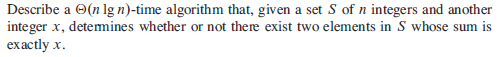 Describe a Θ(n lg n)-time algorithm that, given a set S of n integers and another
integer x, determines whether or not there exist two elements in S whose sum is
exactly x.